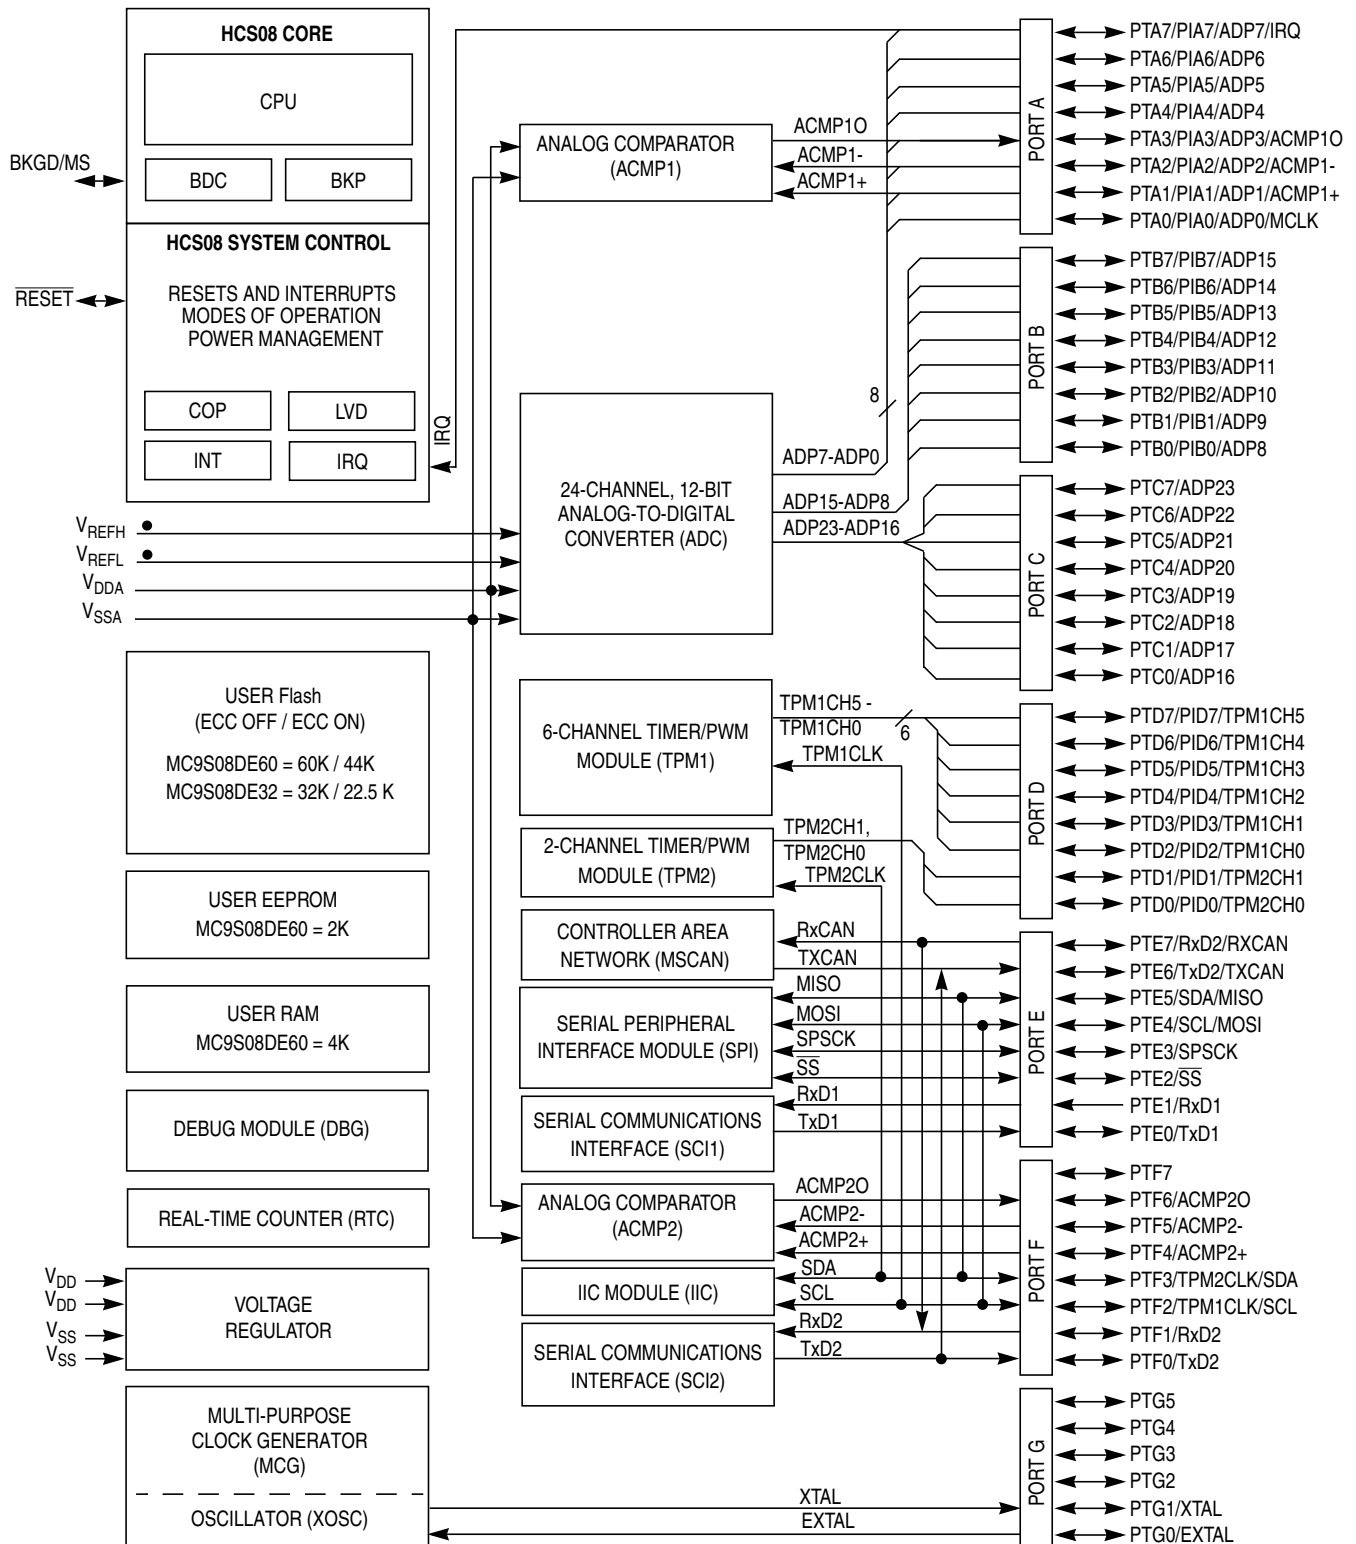 HCS08 CORE
CPU
BDC
BKP
BKGD/MS
HCS08 SYSTEM CONTROL
RESETS AND INTERRUPTS
MODES OF OPERATION
POWER MANAGEMENT
RESET
COP
LVD
INT
IRQ
IRQ
VREFH
VREFL
VDDA
VSSA
USER Flash
(ECC OFF / ECC ON)
MC9S08DE60 = 60K / 44K
MC9S08DE32 = 32K / 22.5 K
USER EEPROM
MC9S08DE60 = 2K
USER RAM
MC9S08DE60 = 4K
DEBUG MODULE (DBG)
REAL-TIME COUNTER (RTC)
VDD
VDD
VSS
VSS
VOLTAGE
REGULATOR
MULTI-PURPOSE
CLOCK GENERATOR
(MCG)
OSCILLATOR (XOSC)
ANALOG COMPARATOR
(ACMP1)
ACMP1O
ACMP1-
ACMP1+
24-CHANNEL, 12-BIT
ANALOG-TO-DIGITAL
CONVERTER (ADC)
8
ADP7-ADP0
ADP15-ADP8
ADP23-ADP16
6-CHANNEL TIMER/PWM
MODULE (TPM1)
TPM1CH5 -
TPM1CH0
6
TPM1CLK
2-CHANNEL TIMER/PWM
MODULE (TPM2)
TPM2CH1,
TPM2CH0
TPM2CLK
CONTROLLER AREA
NETWORK (MSCAN)
RxCAN
TXCAN
SERIAL PERIPHERAL
INTERFACE MODULE (SPI)
MISO
MOSI
SPSCK
SS
SERIAL COMMUNICATIONS
INTERFACE (SCI1)
RxD1
TxD1
ANALOG COMPARATOR
(ACMP2)
ACMP2O
ACMP2-
ACMP2+
IIC MODULE (IIC)
SDA
SCL
SERIAL COMMUNICATIONS
INTERFACE (SCI2)
RxD2
TxD2
XTAL
EXTAL
PORT A
PTA7/PIA7/ADP7/IRQ
PTA6/PIA6/ADP6
PTA5/PIA5/ADP5
PTA4/PIA4/ADP4
PTA3/PIA3/ADP3/ACMP1O
PTA2/PIA2/ADP2/ACMP1-
PTA1/PIA1/ADP1/ACMP1+
PTA0/PIA0/ADP0/MCLK
PORT B
PTB7/PIB7/ADP15
PTB6/PIB6/ADP14
PTB5/PIB5/ADP13
PTB4/PIB4/ADP12
PTB3/PIB3/ADP11
PTB2/PIB2/ADP10
PTB1/PIB1/ADP9
PTB0/PIB0/ADP8
PORT C
PTC7/ADP23
PTC6/ADP22
PTC5/ADP21
PTC4/ADP20
PTC3/ADP19
PTC2/ADP18
PTC1/ADP17
PTC0/ADP16
PORT D
PTD7/PID7/TPM1CH5
PTD6/PID6/TPM1CH4
PTD5/PID5/TPM1CH3
PTD4/PID4/TPM1CH2
PTD3/PID3/TPM1CH1
PTD2/PID2/TPM1CH0
PTD1/PID1/TPM2CH1
PTD0/PID0/TPM2CH0
PORT E
PTE7/RxD2/RXCAN
PTE6/TxD2/TXCAN
PTE5/SDA/MISO
PTE4/SCL/MOSI
PTE3/SPSCK
PTE2/SS
PTE1/RxD1
PTE0/TxD1
PORT F
PTF7
PTF6/ACMP2O
PTF5/ACMP2-
PTF4/ACMP2+
PTF3/TPM2CLK/SDA
PTF2/TPM1CLK/SCL
PTF1/RxD2
PTF0/TxD2
PORT G
PTG5
PTG4
PTG3
PTG2
PTG1/XTAL
PTG0/EXTAL